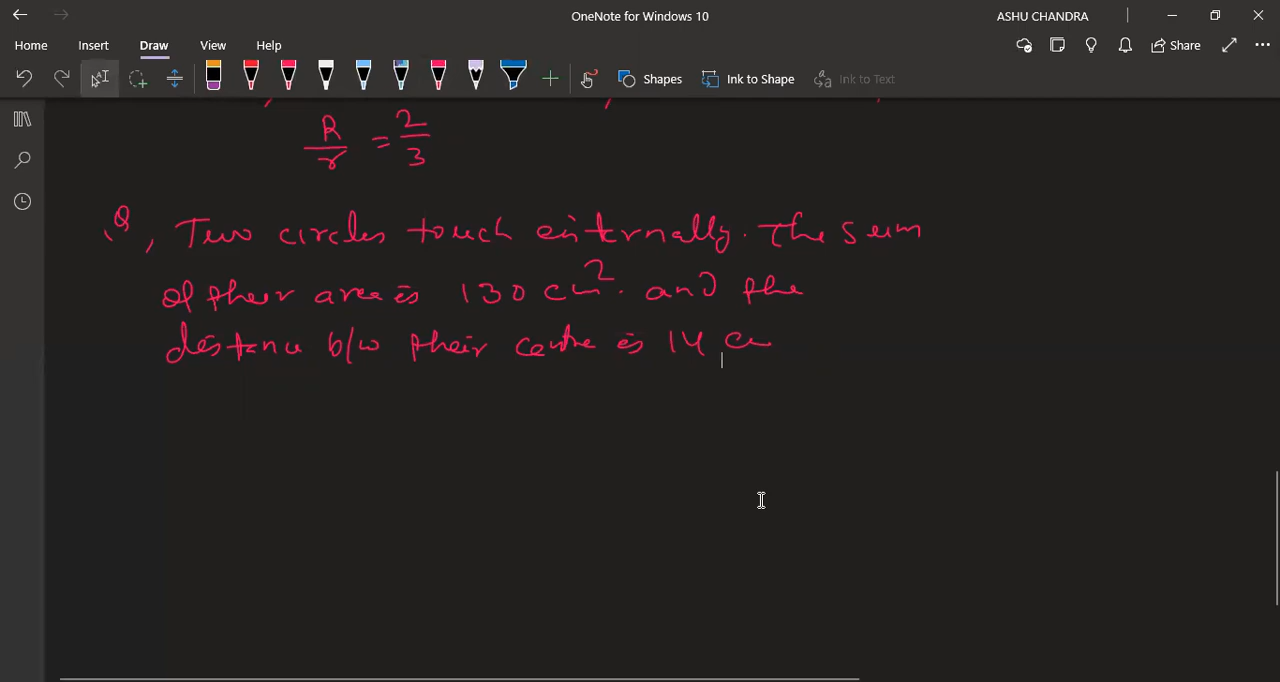 OneNote for Windows 10
ASHU CHANDRA
Home Insert Draw View Help
Share
Shapes Ink to Shape Ink to Text
R/r = 2/3
Q, Two circles touch externally. The sum
of their area is 130 cm². and the
distance b/w their centre is 14 cm